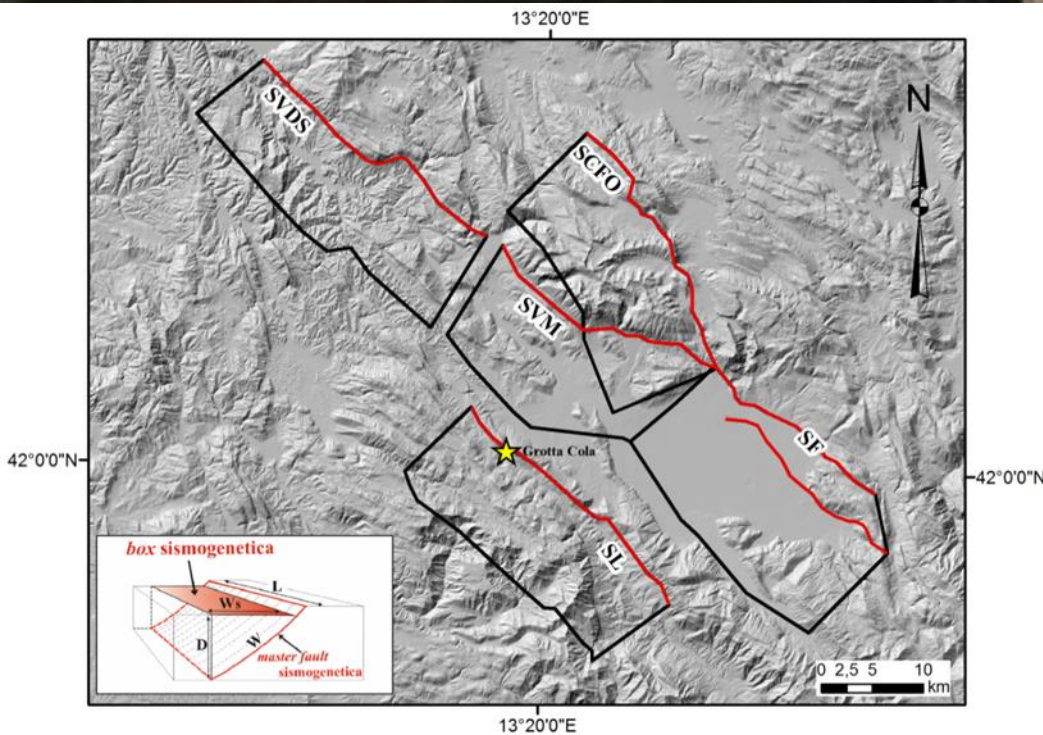 13°20'0"E
SVDS
SCFO
N
SVM
SF
42°0'0"N
Grotta Cola
42°0'0"N
SL
box sismogenetica
L
Ws
D
W
master fault
sismogenetica
0 2,5 5 10
km
13°20'0"E